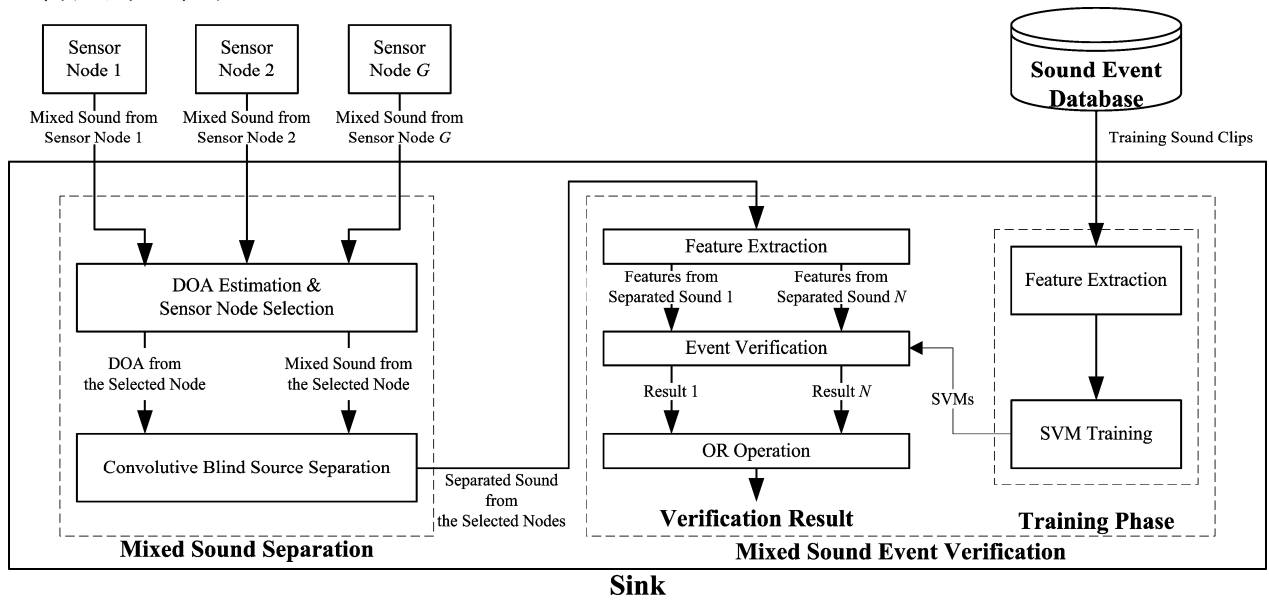 Sensor
Node 1
Sensor
Node 2
Sensor
Node G
Sound Event
Database
Mixed Sound from
Sensor Node 1
Mixed Sound from
Sensor Node 2
Mixed Sound from
Sensor Node G
Training Sound Clips
DOA Estimation &
Sensor Node Selection
DOA from
the Selected Node
Mixed Sound from
the Selected Node
Convolutive Blind Source Separation
Mixed Sound Separation
Separated Sound
from
the Selected Nodes
Feature Extraction
Features from
Separated Sound 1
Features from
Separated Sound N
Event Verification
Result 1
Result N
OR Operation
Verification Result
SVMs
Feature Extraction
SVM Training
Training Phase
Mixed Sound Event Verification
Sink